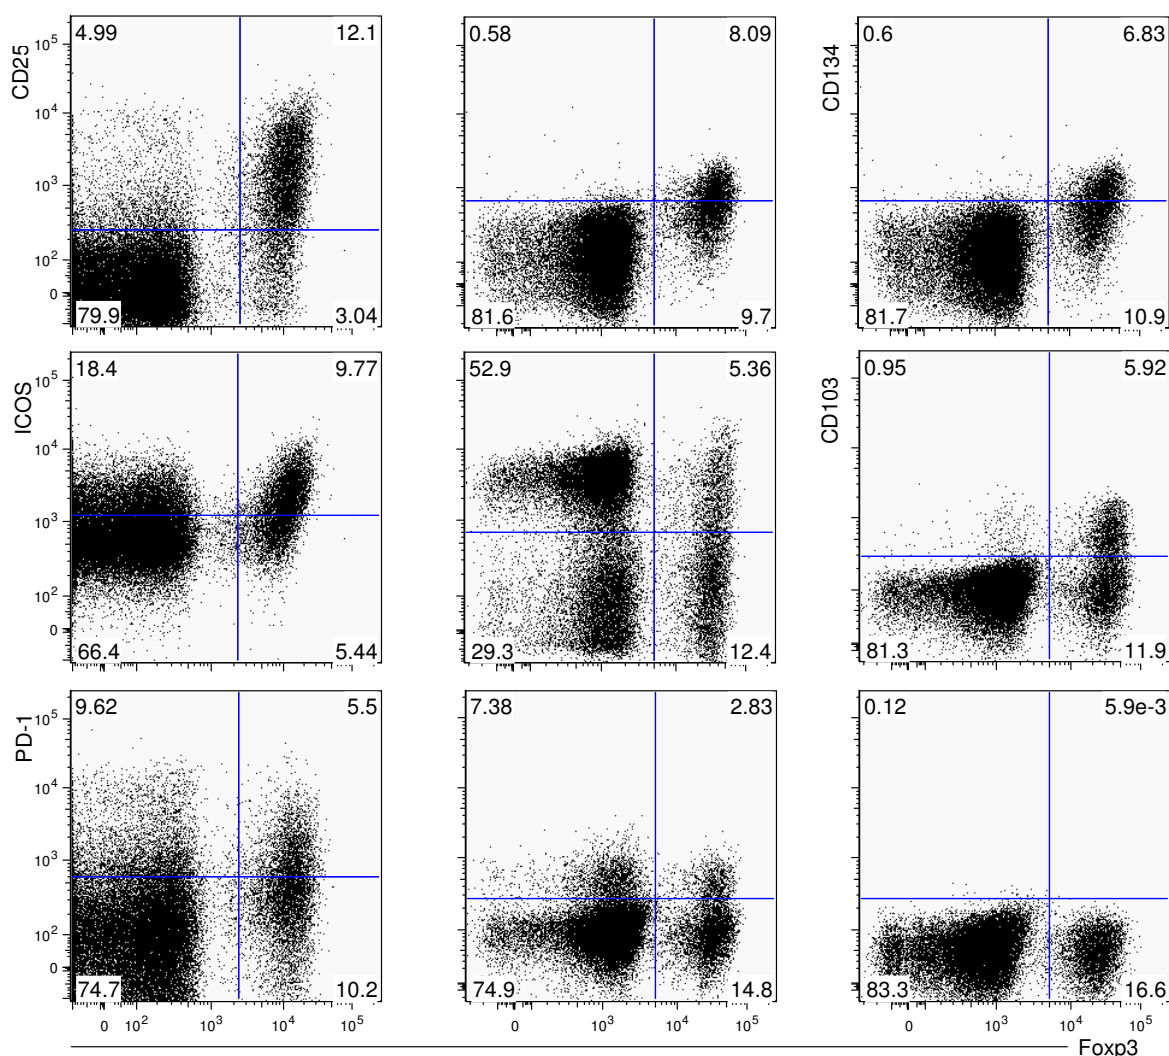 4.99 12.1 0.58 8.09 0.6 6.83
CD25 CD134
10^5
10^4
10^3
10^2
0
79.9 3.04 81.6 9.7 81.7 10.9
18.4 9.77 52.9 5.36 0.95 5.92
ICOS CD103
10^5
10^4
10^3
10^2
0
66.4 5.44 29.3 12.4 81.3 11.9
9.62 5.5 7.38 2.83 0.12 5.9e-3
PD-1
10^5
10^4
10^3
10^2
0
74.7 10.2 74.9 14.8 83.3 16.6
0 10^2 10^3 10^4 10^5 0 10^3 10^4 10^5 0 10^3 10^4 10^5
Foxp3